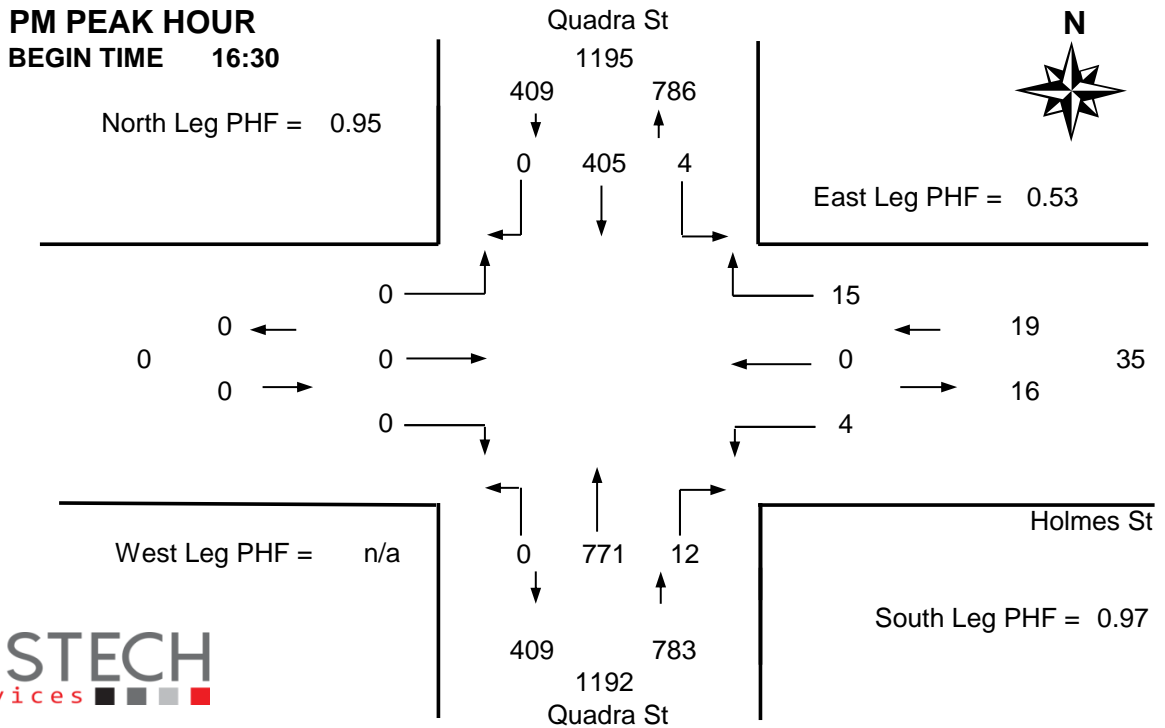 PM PEAK HOUR
Quadra St
N
BEGIN TIME 16:30
1195
409 786
North Leg PHF = 0.95
0 405 4
East Leg PHF = 0.53
0 15
0 19
0 0 0 35
0 16
0 4
Holmes St
West Leg PHF = n/a
0 771 12
South Leg PHF = 0.97
STECH
409 783
vices
1192
Quadra St